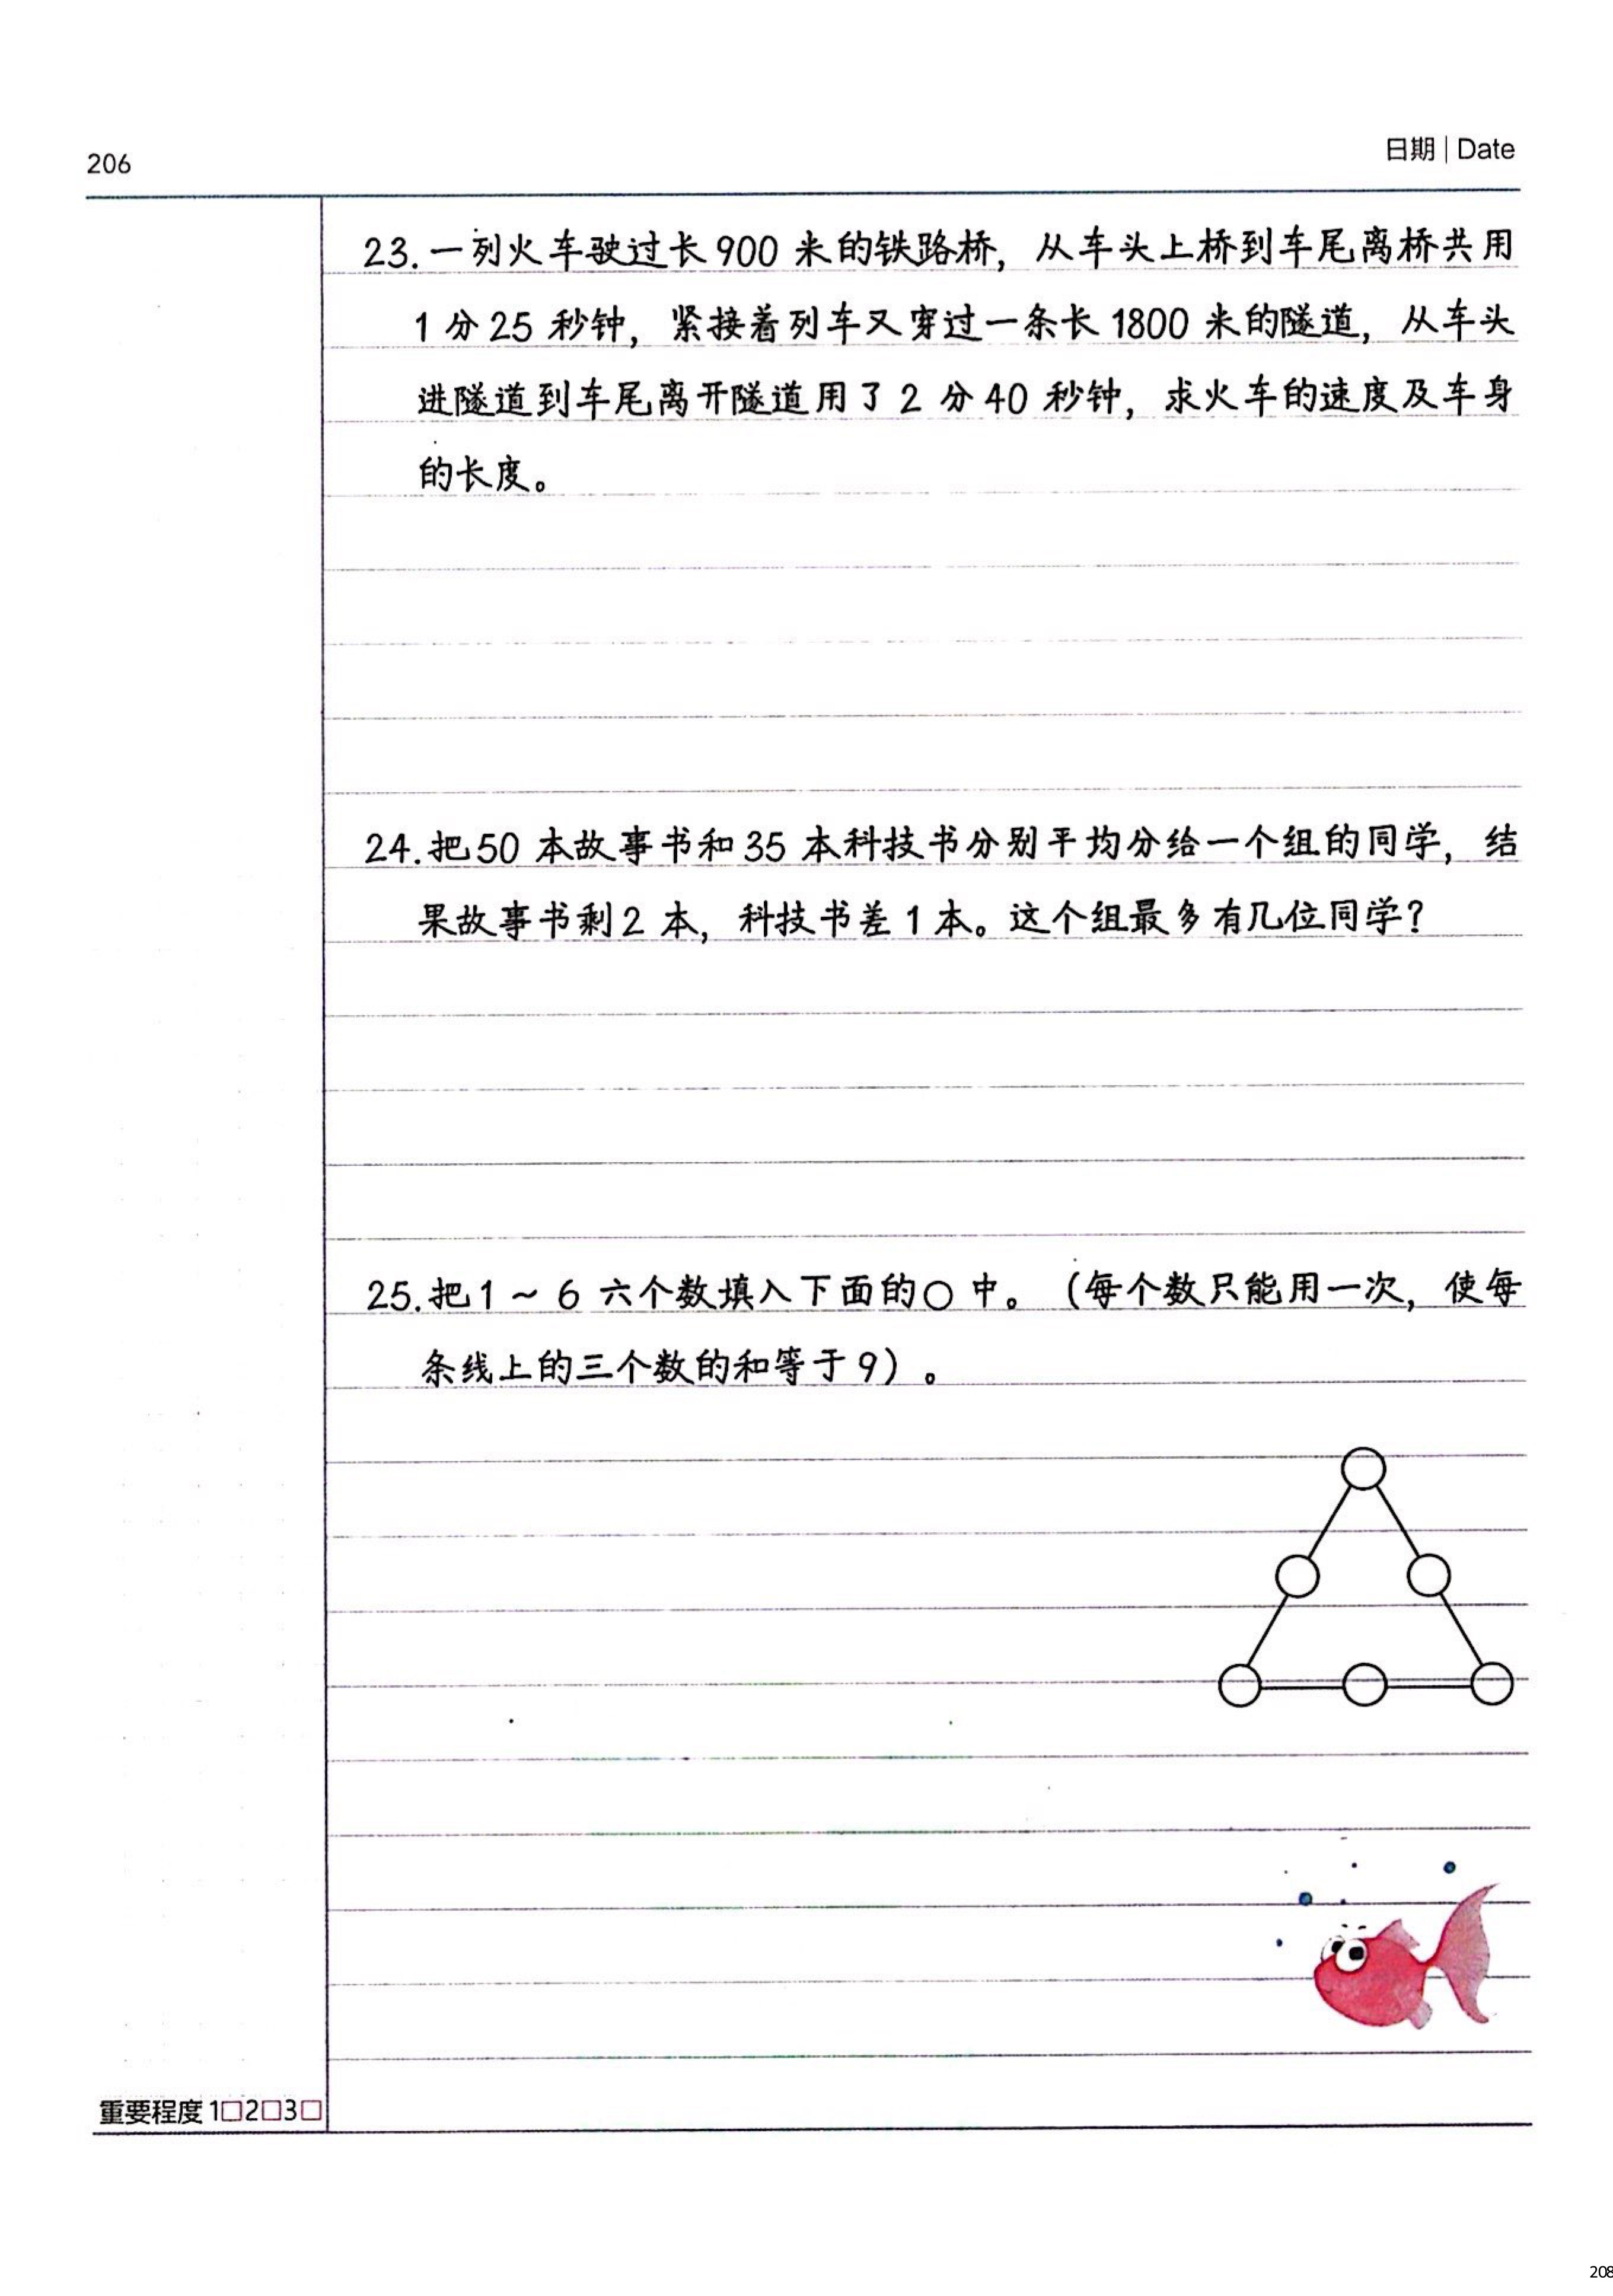 206
日期 | Date
23. 一列火车驶过长900 米的铁路桥，从车头上桥到车尾离桥共用
1 分 25 秒钟，紧接着列车又穿过一条长 1800 米的隧道，从车头
进隧道到车尾离开隧道用了 2 分 40 秒钟，求火车的速度及车身
的长度。
24. 把 50 本故事书和 35 本科技书分别平均分给一个组的同学，结
果故事书剩 2 本，科技书差 1 本。这个组最多有几位同学？
25. 把 1 ~ 6 六个数填入下面的○ 中。（每个数只能用一次，使每
条线上的三个数的和等于 9）。
重要程度 1□2□3□
208